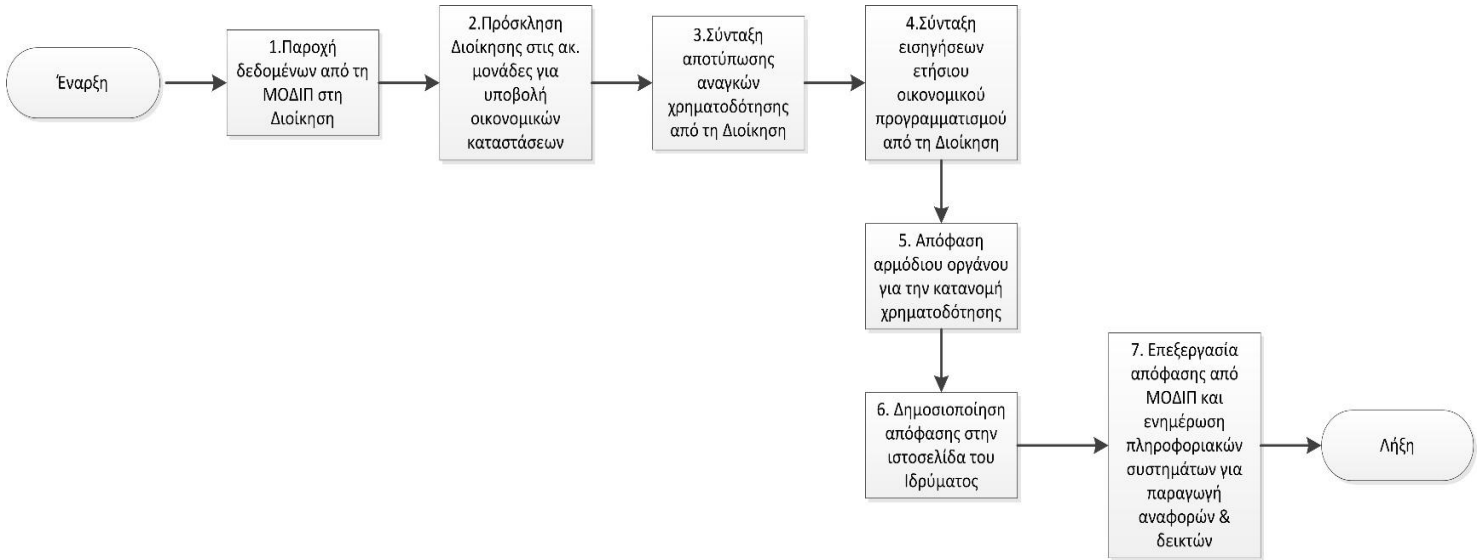 Έναρξη
1.Παροχή
δεδομένων από τη
ΜΟΔΙΠ στη
Διοίκηση
2.Πρόσκληση
Διοίκησης στις ακ.
μονάδες για
υποβολή
οικονομικών
καταστάσεων
3.Σύνταξη
αποτύπωσης
αναγκών
χρηματοδότησης
από τη Διοίκηση
4.Σύνταξη
εισηγήσεων
ετήσιου
οικονομικού
προγραμματισμού
από τη Διοίκηση
5. Απόφαση
αρμόδιου οργάνου
για την κατανομή
χρηματοδότησης
6. Δημοσιοποίηση
απόφασης στην
ιστοσελίδα του
Ιδρύματος
7. Επεξεργασία
απόφασης από
ΜΟΔΙΠ και
ενημέρωση
πληροφοριακών
συστημάτων για
παραγωγή
αναφορών &
δεικτών
Λήξη